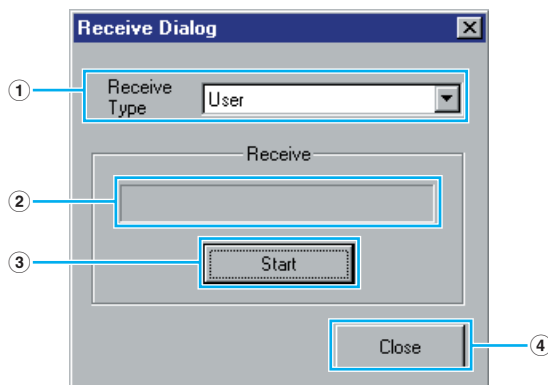 Receive Dialog
① Receive Type User
Receive
②
③ Start
Close ④